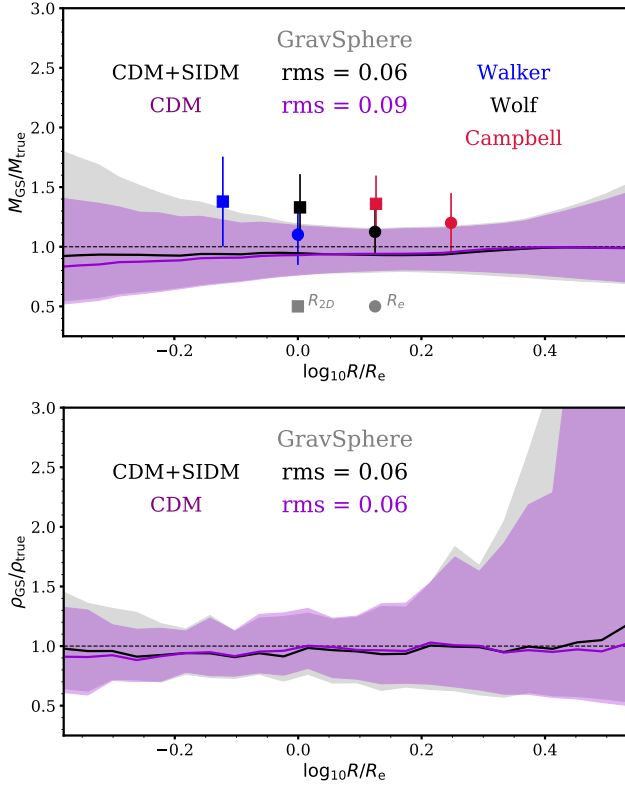 3.0
GravSphere
CDM+SIDM rms = 0.06 Walker
2.5
CDM rms = 0.09 Wolf
Campbell
2.0
1.5
1.0
0.5
M_GS/M_true
R_2D R_e
−0.2 0.0 0.2 0.4
log₁₀R/R_e
3.0
GravSphere
2.5
CDM+SIDM rms = 0.06
CDM rms = 0.06
2.0
1.5
1.0
0.5
ρ_GS/ρ_true
−0.2 0.0 0.2 0.4
log₁₀R/R_e